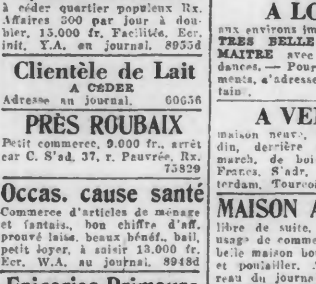 à céder quartier populeux Rx.
Affaires 300 par jour à dou-
bler, 15.000 fr. Facilités. Ecr.
init. Y.A. au journal. 8955d
Clientèle de Lait
A CÉDER
Adresse au journal. 60656
PRÈS ROUBAIX
Petit commerce, 9.000 fr., arrêt
car C. S'ad. 37, r. Pauvrée, Rx.
75829
Occas. cause santé
Commerce d'articles de ménage
et fantais., bon chiffre d'aff.
prouvé laiss. beaux bénéf., bail,
petit loyer, à saisir 13.000 fr.
Ecr. W.A. au journal. 8948d
A LO
aux environs im
TRES BELLE
MAITRE avec
dances. — Pour
ments, s'adresse
tain.
A VE
maison neuve,
din, derrière
march. de boi
Francs. S'adr.
terdam, Tourcoi
MAISON A
libre de suite,
usage de comme
belle maison bou
et poulailler.
reau du journa